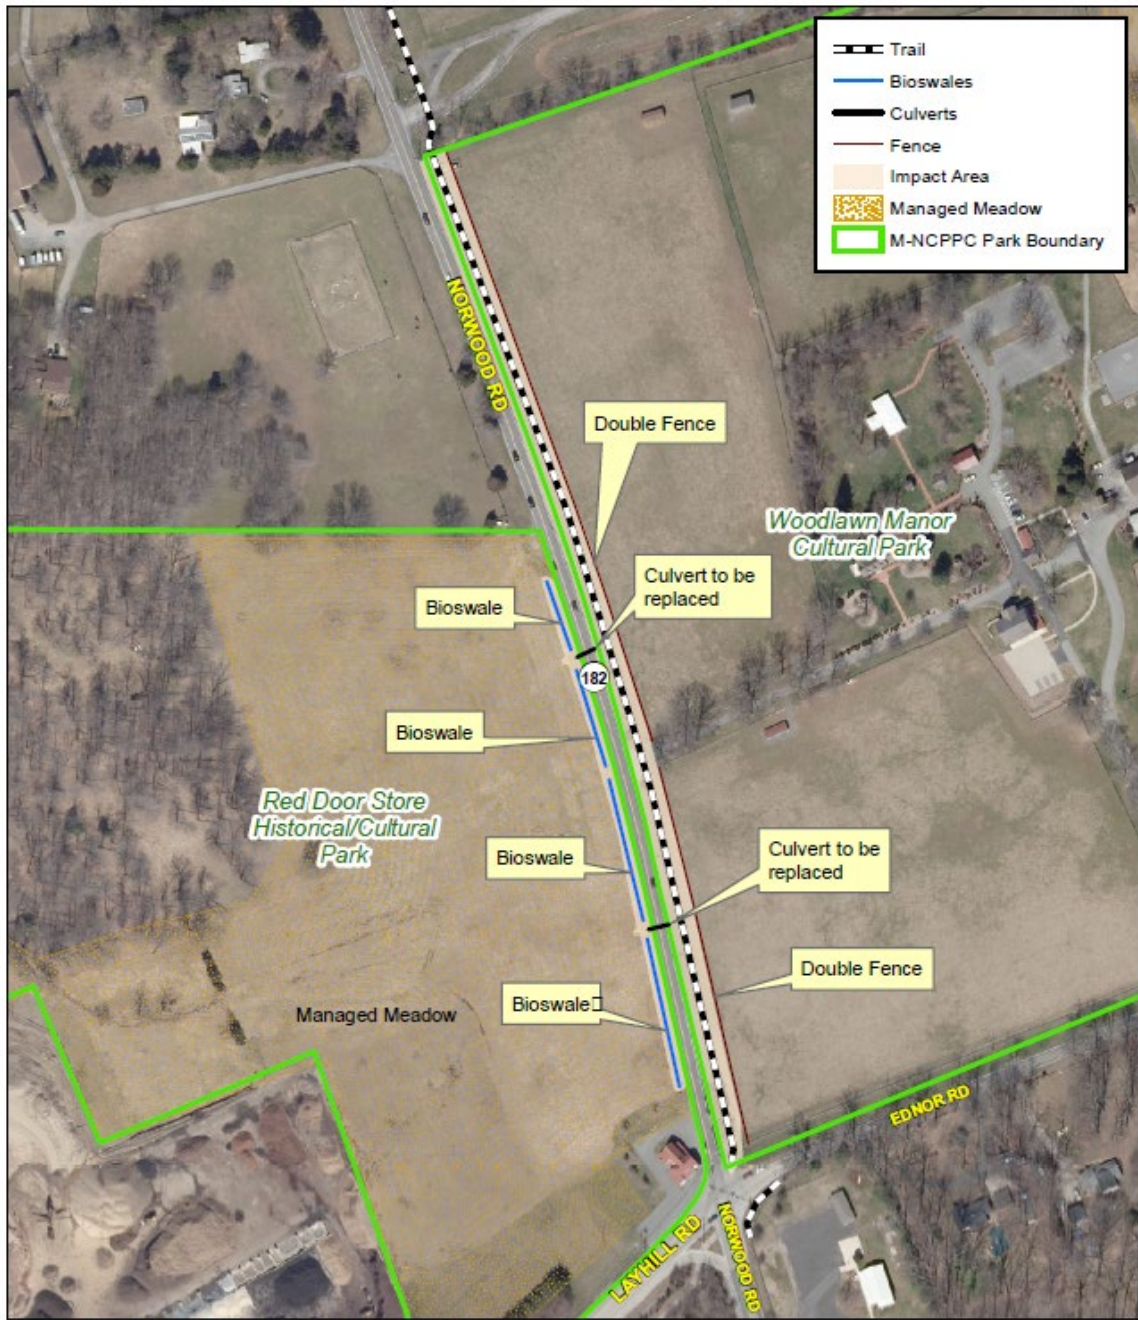 Trail
Bioswales
Culverts
Fence
Impact Area
Managed Meadow
M-NCPPC Park Boundary
NORWOOD RD
Double Fence
Woodlawn Manor
Cultural Park
Culvert to be
replaced
Bioswale
182
Bioswale
Red Door Store
Historical/Cultural
Park
Bioswale
Culvert to be
replaced
Double Fence
Bioswale
Managed Meadow
EDNOR RD
LAYHILL RD
NORWOOD RD